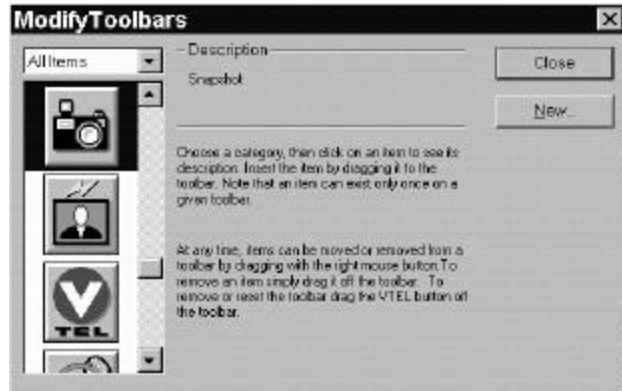 ModifyToolbars
All Items
Description
Snapshot
Close
New...
Choose a category, then click on an item to see its
description. Insert the item by dragging it to the
toolbar. Note that an item can exist only once on a
given toolbar.
At any time, items can be moved or removed from a
toolbar by dragging with the right mouse button.To
remove an item simply drag it off the toolbar. To
remove or reset the toolbar drag the VTEL button off
the toolbar.
V
TEL